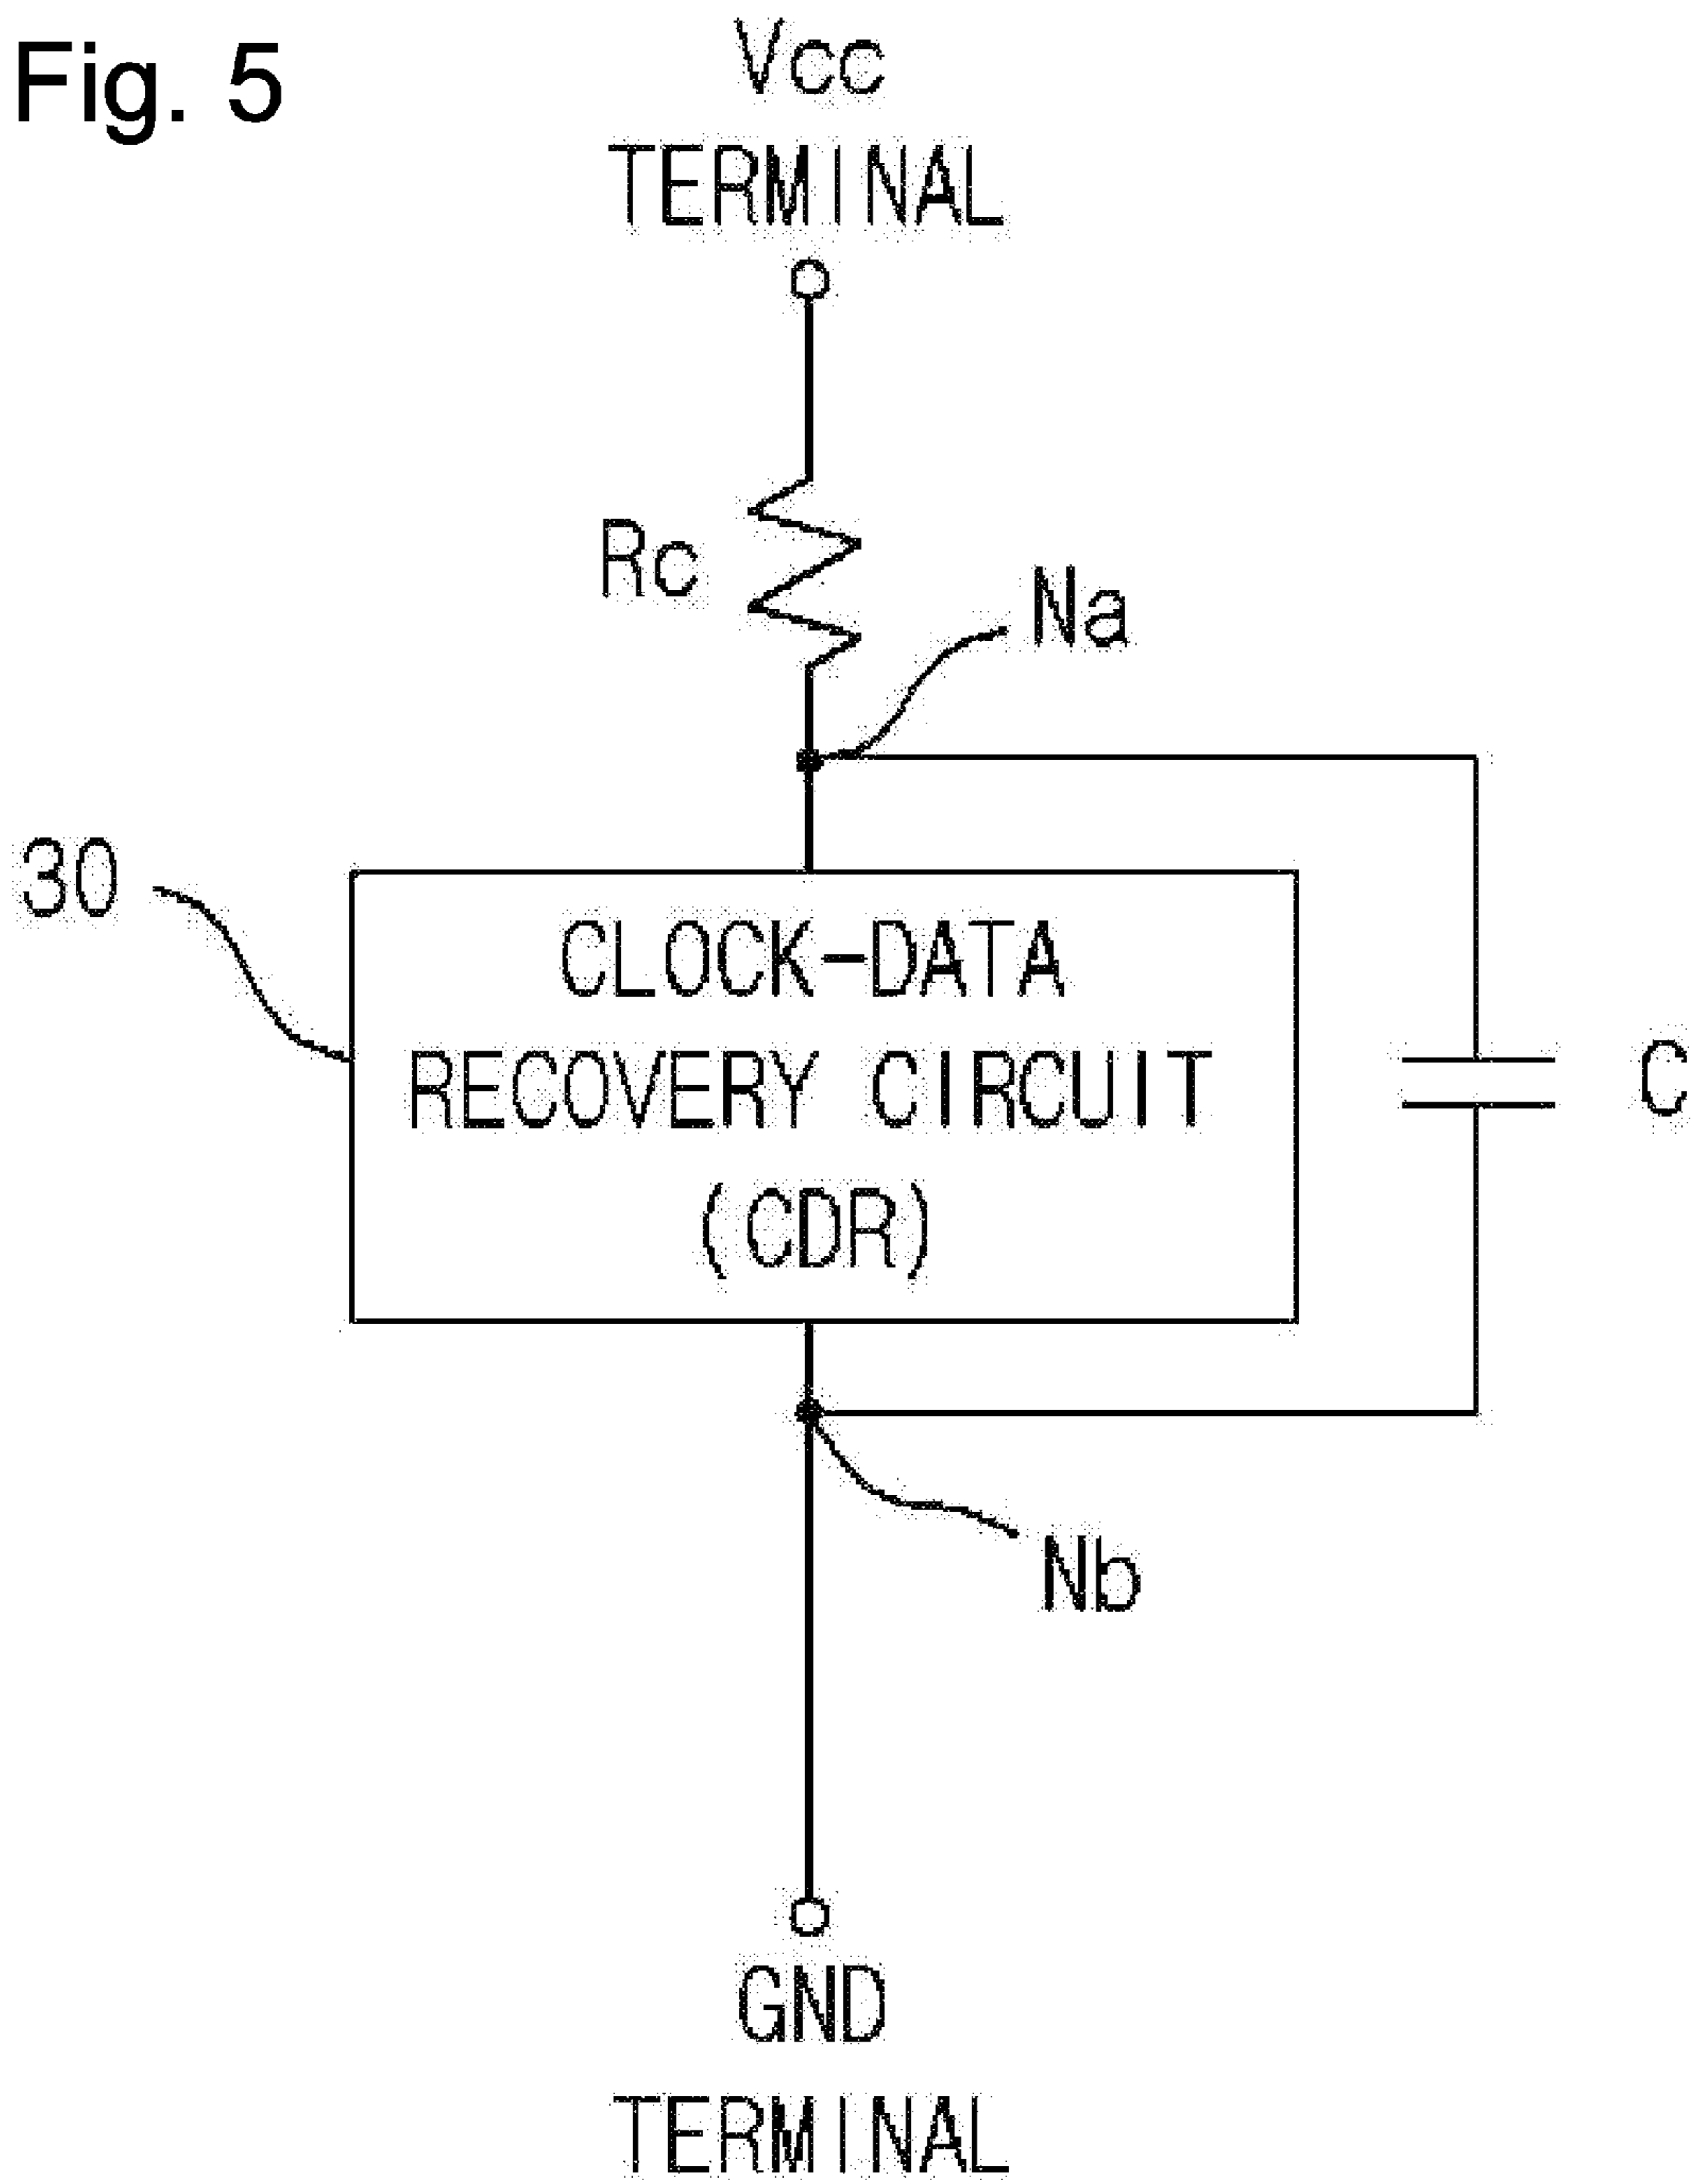 Fig. 5
Vcc
TERMINAL
Rc
Na
30
CLOCK-DATA
RECOVERY CIRCUIT
(CDR)
C
Nb
GND
TERMINAL